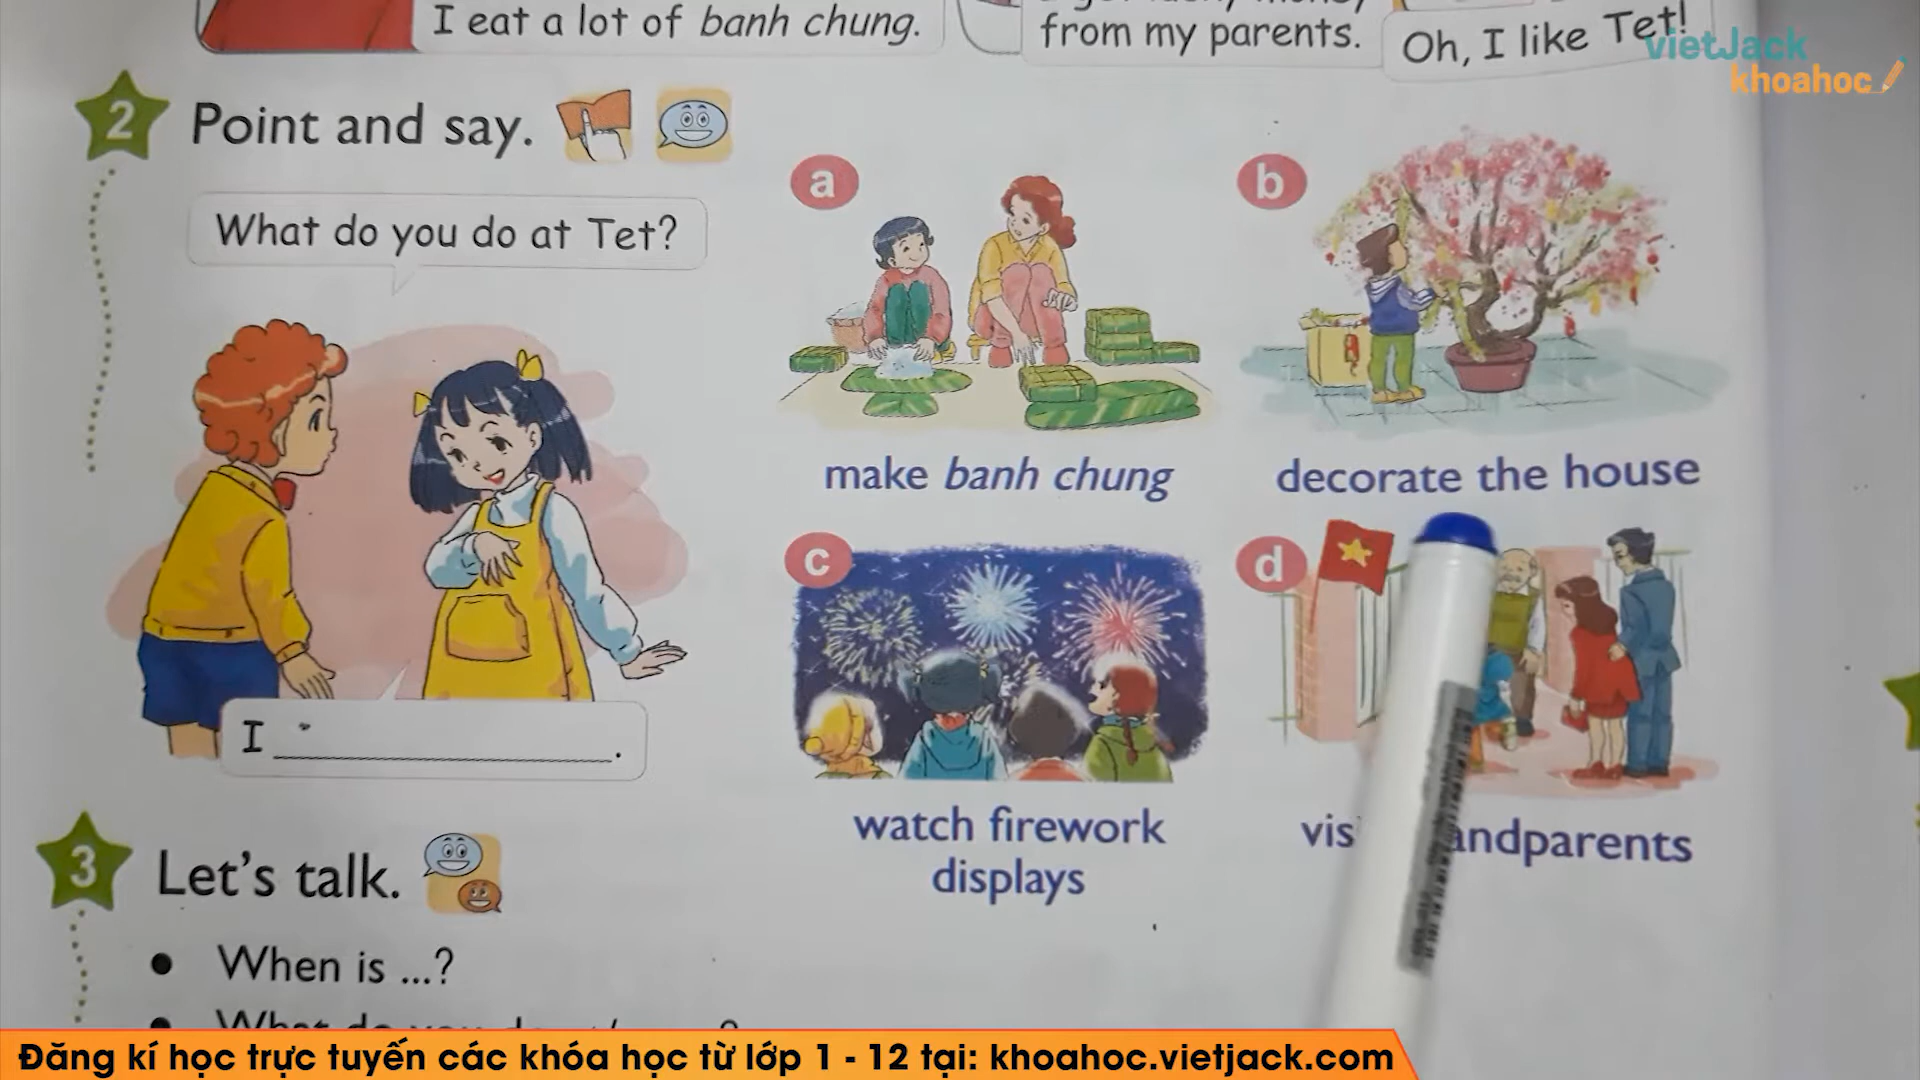 I eat a lot of banh chung.
from my parents.
Oh, I like Tet!
vietJack
khoahoc
2 Point and say.
What do you do at Tet?
I ____________.
a
make banh chung
b
decorate the house
c
watch firework
displays
d
3 Let's talk.
• When is ...?
Đăng kí học trực tuyến các khóa học từ lớp 1 - 12 tại: khoahoc.vietjack.com